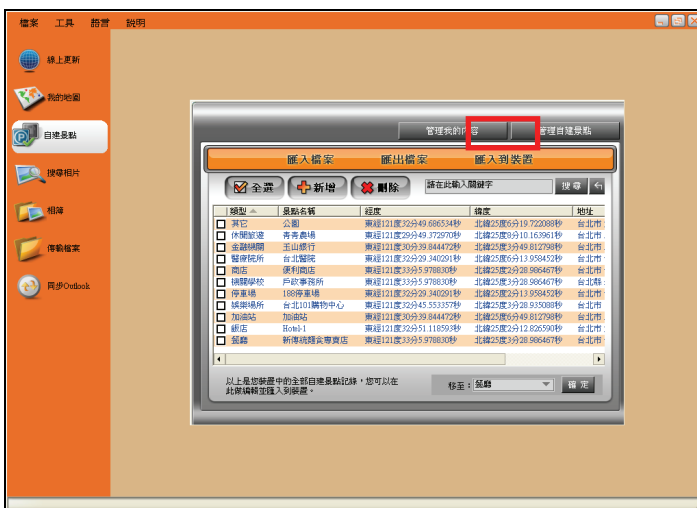 檔案 工具 語言 說明
線上更新
我的地圖
自建景點
搜尋相片
相簿
傳輸檔案
同步Outlook
管理我的內容 管理自建景點
匯入檔案 匯出檔案 匯入到裝置
全選 新增 刪除 請在此輸入關鍵字 搜尋
類型 景點名稱 經度 緯度 地址
其它 公園 東經121度32分49.686534秒 北緯25度6分19.722088秒 台北市
休閒旅遊 青青農場 東經121度29分49.372970秒 北緯25度9分10.163961秒 台北市
金融機關 玉山銀行 東經121度30分39.844472秒 北緯25度3分49.812798秒 台北市
醫療院所 台北醫院 東經121度32分29.340291秒 北緯25度6分13.958452秒 台北市
商店 便利商店 東經121度33分5.978830秒 北緯25度2分28.986467秒 台北市
機關學校 戶政事務所 東經121度33分5.978830秒 北緯25度3分28.986467秒 台北縣
停車場 188停車場 東經121度32分29.340291秒 北緯25度2分13.958452秒 台北市
娛樂場所 台北101購物中心 東經121度32分45.553357秒 北緯25度3分28.935088秒 台北市
加油站 加油站 東經121度30分39.844472秒 北緯25度6分49.812798秒 台北市
飯店 Hotel-1 東經121度32分51.118593秒 北緯25度2分12.826590秒 台北市
餐廳 新傳統麵食專賣店 東經121度33分5.978830秒 北緯25度3分28.986467秒 台北市
以上是您裝置中的全部自建景點記錄，您可以在
此做編輯並匯入到裝置。
移至：餐廳 確定